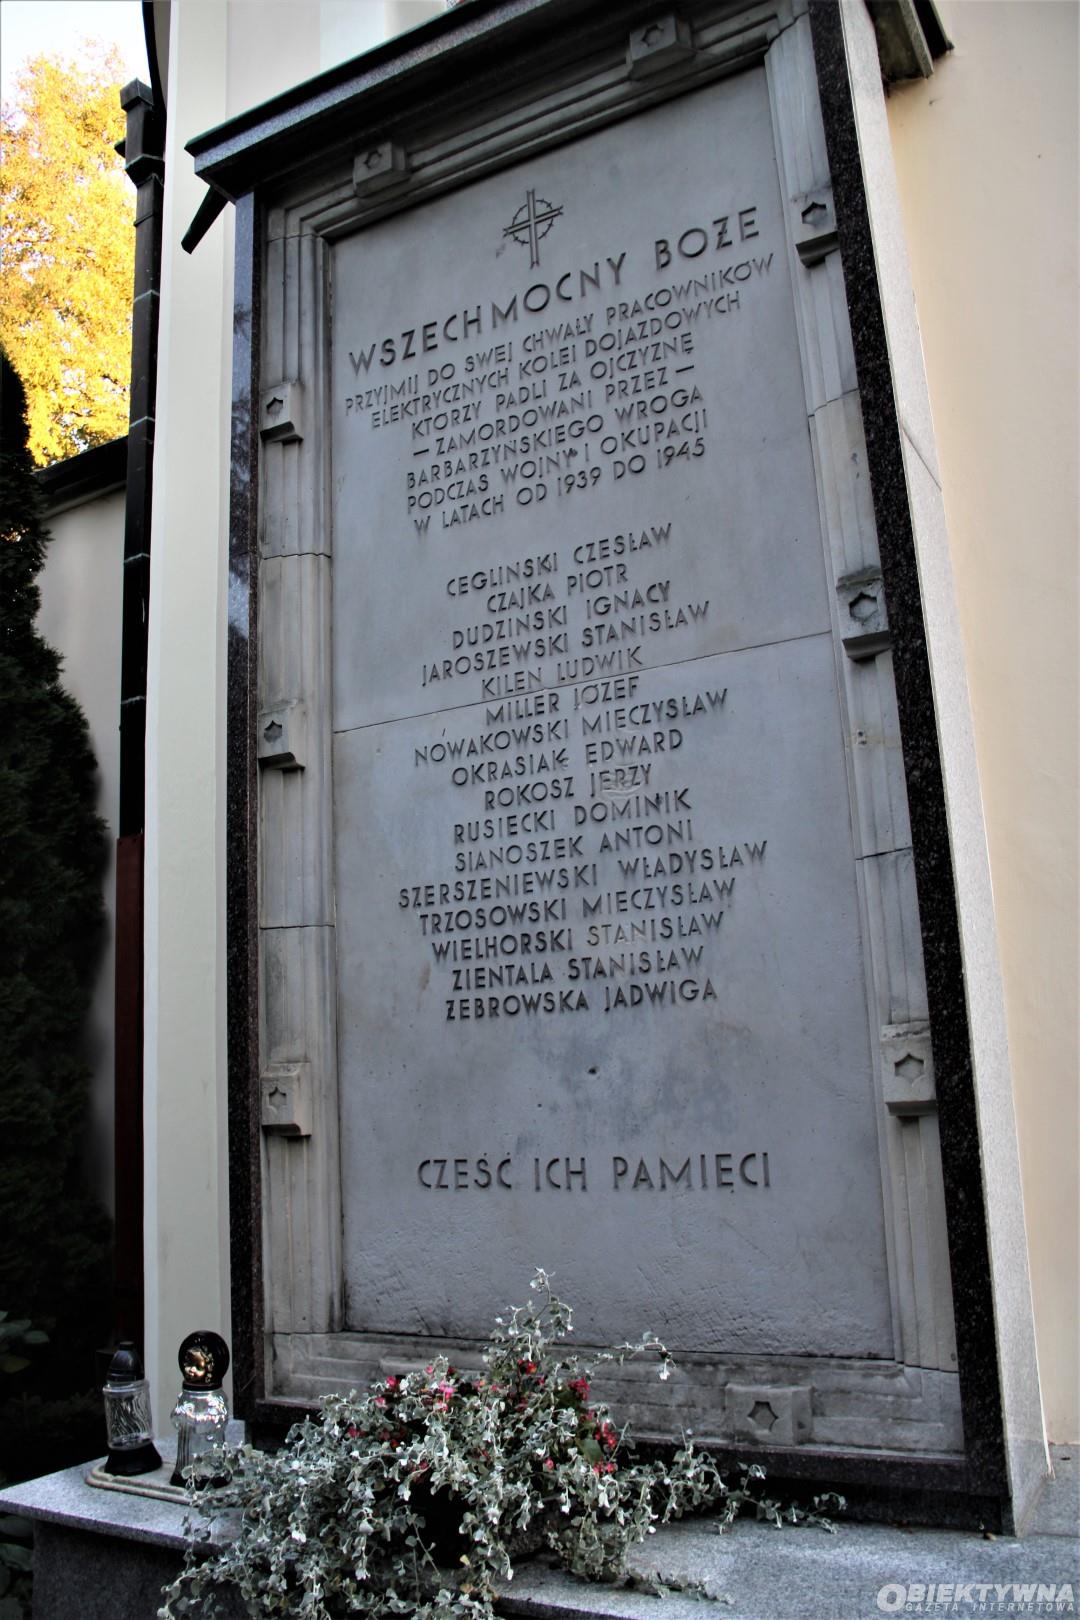 WSZECHMOCNY BOŻE
PRZYJMIJ DO SWEJ CHWAŁY PRACOWNIKÓW
ELEKTRYCZNYCH KOLEI DOJAZDOWYCH
KTÓRZY PADLI ZA OJCZYZNĘ
— ZAMORDOWANI PRZEZ —
BARBARZYŃSKIEGO WROGA
PODCZAS WOJNY I OKUPACJI
W LATACH OD 1939 DO 1945
CEGLIŃSKI CZESŁAW
CZAJKA PIOTR
DUDZIŃSKI IGNACY
JAROSZEWSKI STANISŁAW
KILEN LUDWIK
MILLER JÓZEF
NOWAKOWSKI MIECZYSŁAW
OKRASIAK EDWARD
ROKOSZ JERZY
RUSIECKI DOMINIK
SIANOSZEK ANTONI
SZERSZENIEWSKI WŁADYSŁAW
TRZOSOWSKI MIECZYSŁAW
WIELHORSKI STANISŁAW
ZIENTALA STANISŁAW
ŻEBROWSKA JADWIGA
CZEŚĆ ICH PAMIĘCI
OBIEKTYWNA
GAZETA INTERNETOWA